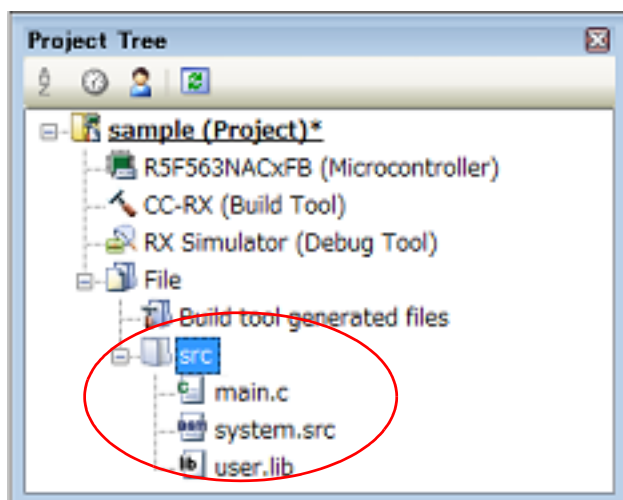 Project Tree
sample (Project)*
R5F563NACxFB (Microcontroller)
CC-RX (Build Tool)
RX Simulator (Debug Tool)
File
Build tool generated files
src
main.c
system.src
user.lib